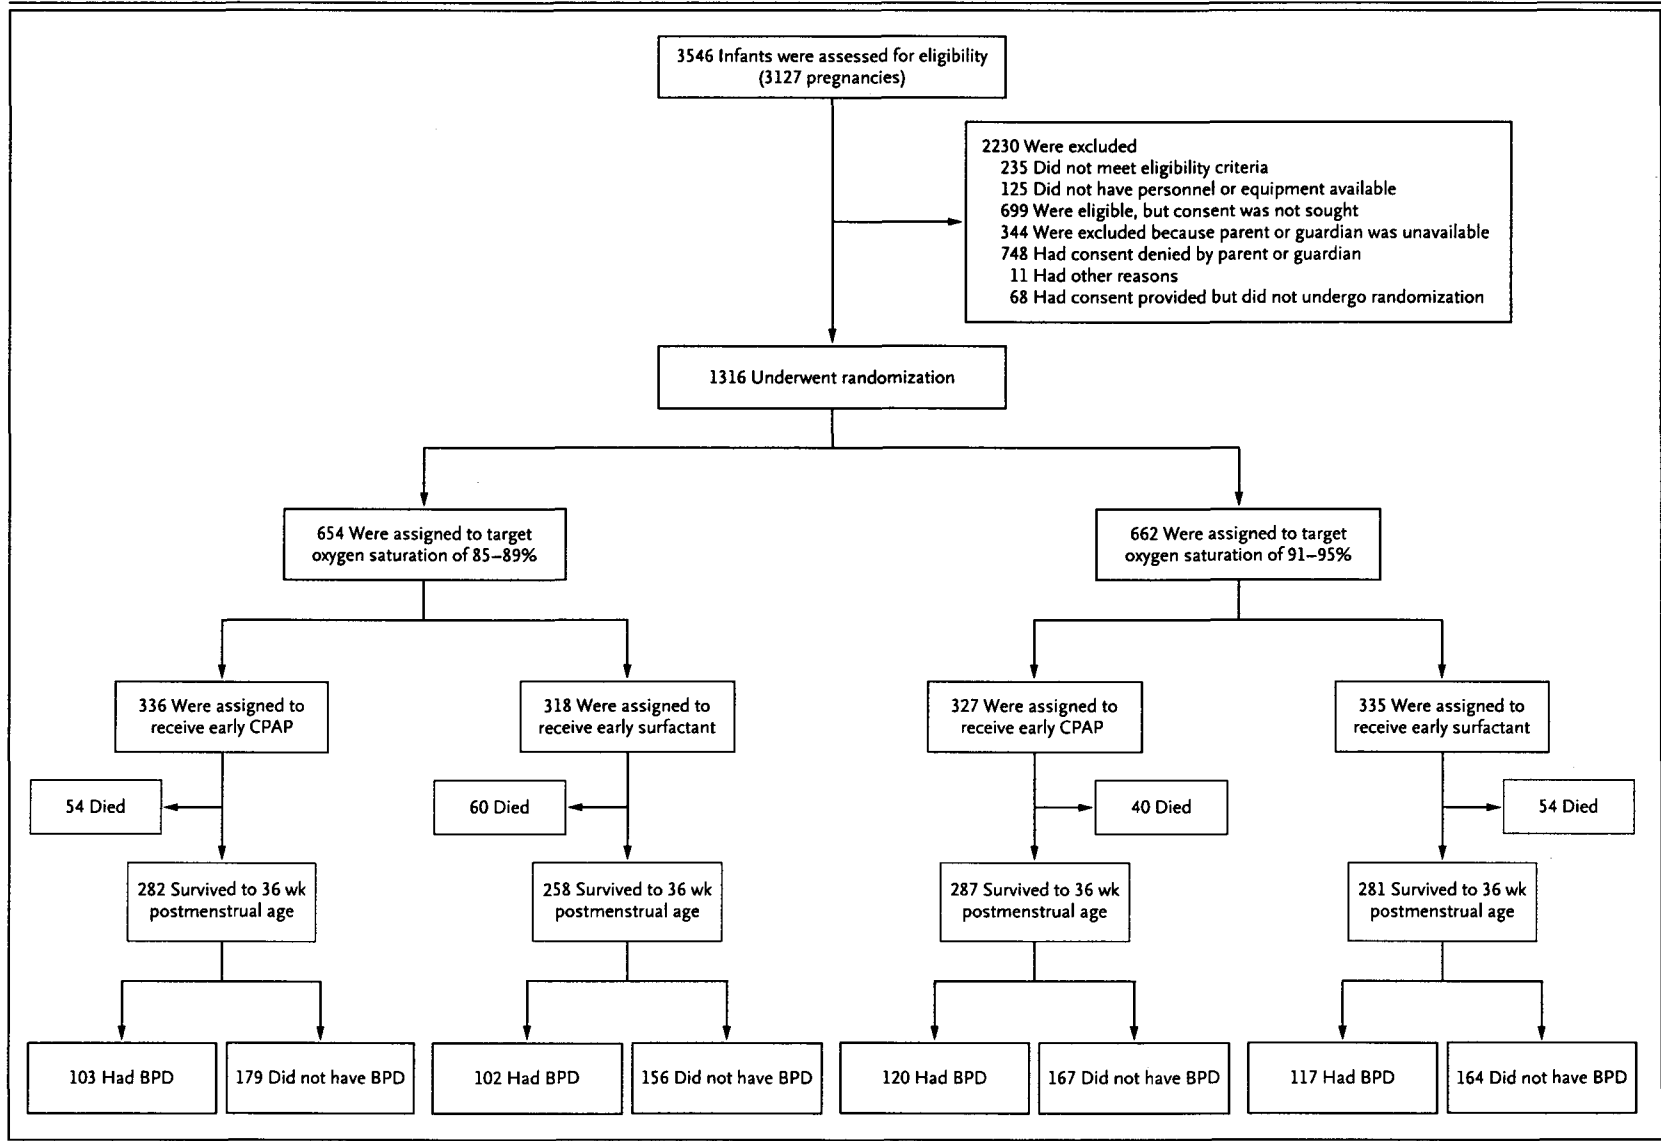 3546 Infants were assessed for eligibility
(3127 pregnancies)
2230 Were excluded
235 Did not meet eligibility criteria
125 Did not have personnel or equipment available
699 Were eligible, but consent was not sought
344 Were excluded because parent or guardian was unavailable
748 Had consent denied by parent or guardian
11 Had other reasons
68 Had consent provided but did not undergo randomization
1316 Underwent randomization
654 Were assigned to target
oxygen saturation of 85–89%
662 Were assigned to target
oxygen saturation of 91–95%
336 Were assigned to
receive early CPAP
318 Were assigned to
receive early surfactant
327 Were assigned to
receive early CPAP
335 Were assigned to
receive early surfactant
54 Died
60 Died
40 Died
54 Died
282 Survived to 36 wk
postmenstrual age
258 Survived to 36 wk
postmenstrual age
287 Survived to 36 wk
postmenstrual age
281 Survived to 36 wk
postmenstrual age
103 Had BPD
179 Did not have BPD
102 Had BPD
156 Did not have BPD
120 Had BPD
167 Did not have BPD
117 Had BPD
164 Did not have BPD